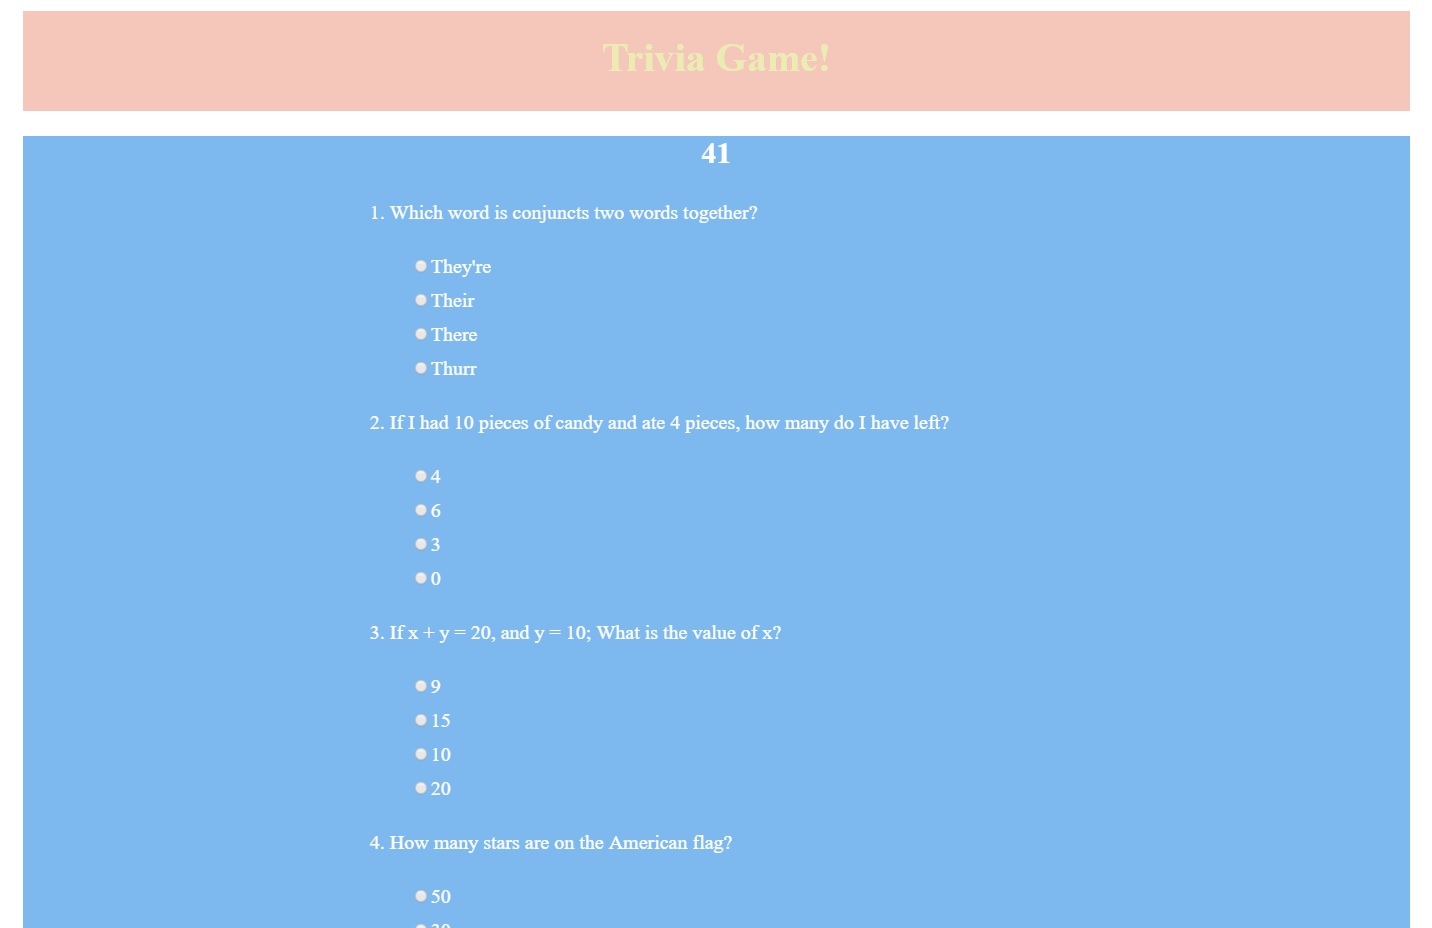 Trivia Game!
41
1. Which word is conjuncts two words together?
They're
Their
There
Thurr
2. If I had 10 pieces of candy and ate 4 pieces, how many do I have left?
4
6
3
0
3. If x + y = 20, and y = 10; What is the value of x?
9
15
10
20
4. How many stars are on the American flag?
50